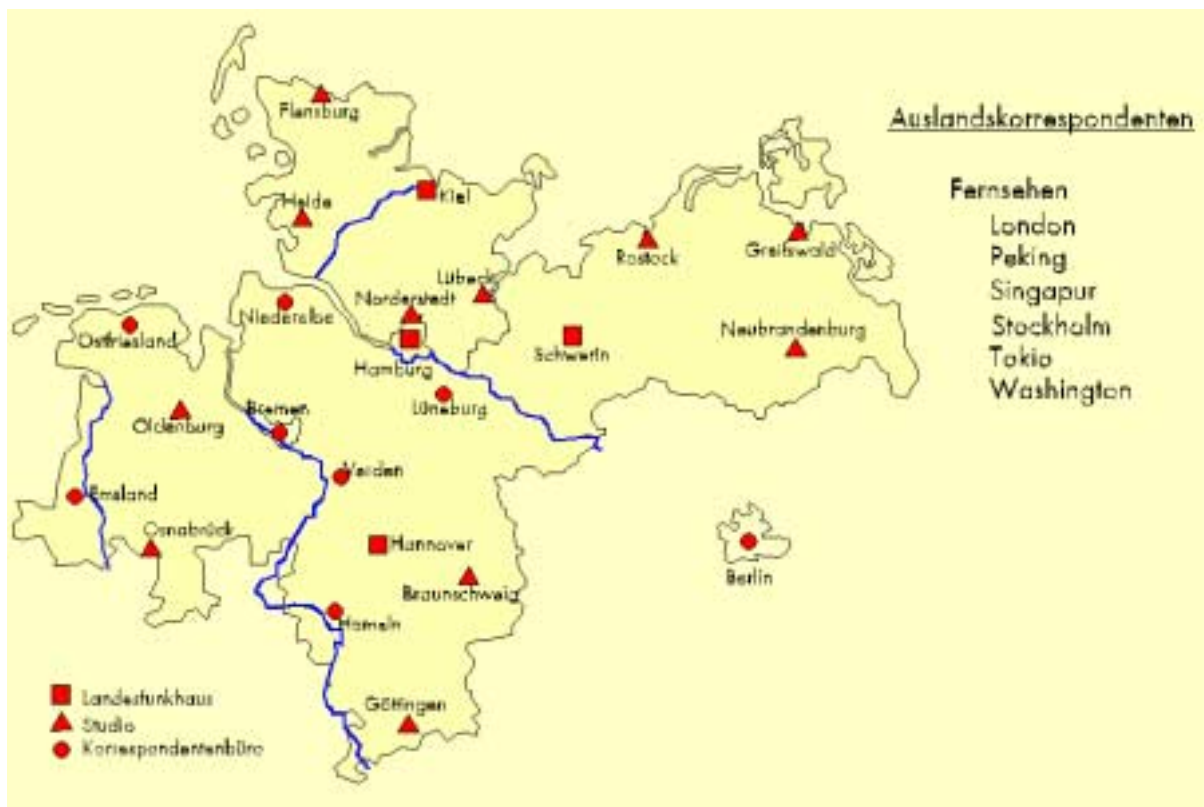 Flensburg
Auslandskorrespondenten
Fernsehen
London
Peking
Singapur
Stockholm
Tokio
Washington
Kiel
Heide
Rostock
Greifswald
Lübeck
Norderstedt
Niederelbe
Ostfriesland
Hamburg
Schwerin
Neubrandenburg
Lüneburg
Bremen
Oldenburg
Verden
Emsland
Osnabrück
Hannover
Braunschweig
Berlin
Hameln
Göttingen
Landesfunkhaus
Studio
Korrespondentenbüro